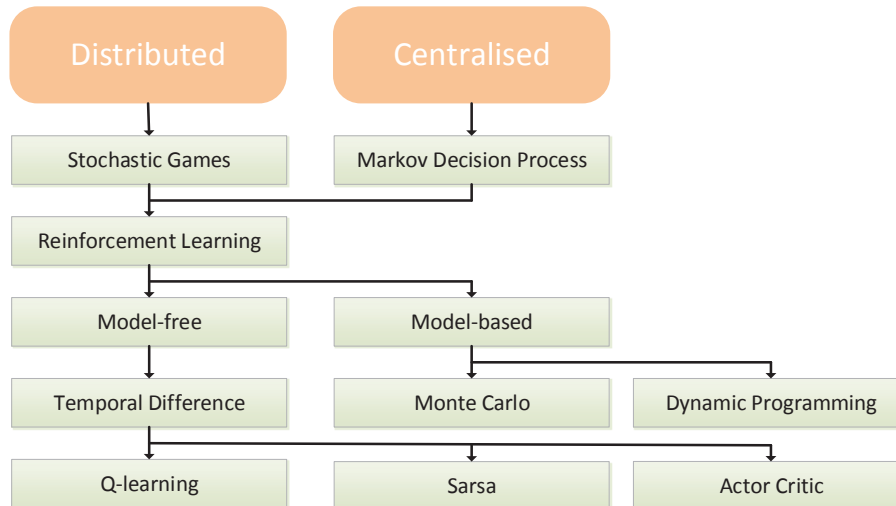 Distributed
Centralised
Stochastic Games
Markov Decision Process
Reinforcement Learning
Model-free
Model-based
Temporal Difference
Monte Carlo
Dynamic Programming
Q-learning
Sarsa
Actor Critic